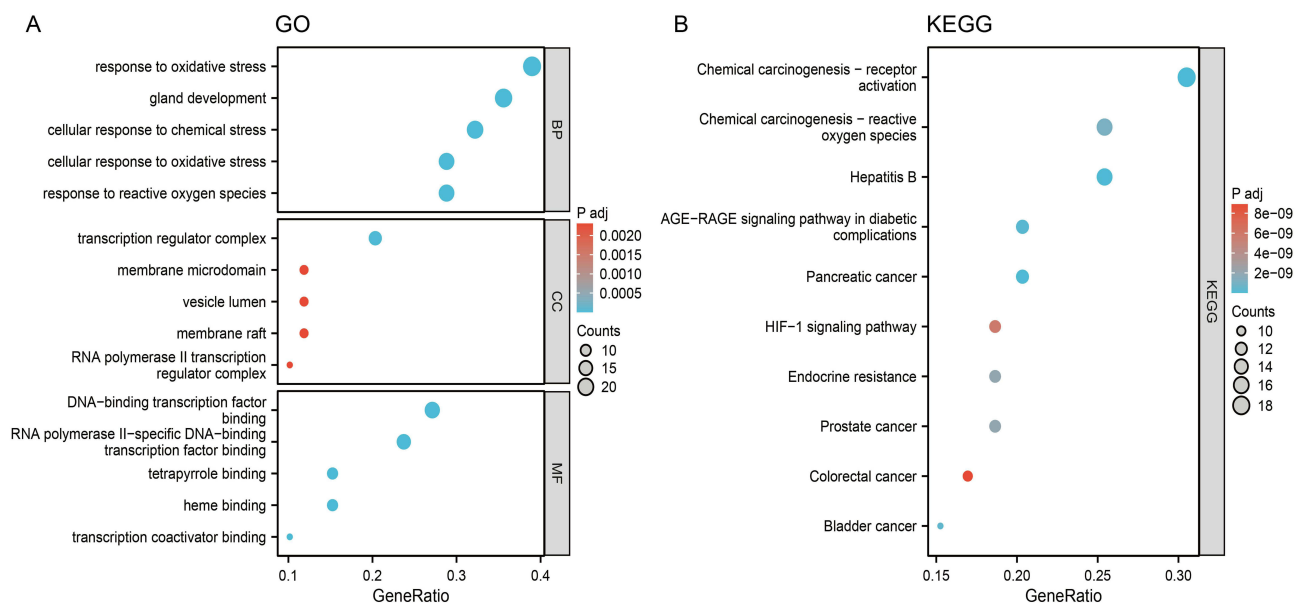 A
GO
response to oxidative stress
gland development
cellular response to chemical stress
cellular response to oxidative stress
response to reactive oxygen species
BP
transcription regulator complex
membrane microdomain
vesicle lumen
membrane raft
RNA polymerase II transcription
regulator complex
CC
DNA−binding transcription factor
binding
RNA polymerase II−specific DNA−binding
transcription factor binding
tetrapyrrole binding
heme binding
transcription coactivator binding
MF
0.1 0.2 0.3 0.4
GeneRatio
P adj
0.0020
0.0015
0.0010
0.0005
Counts
10
15
20
B
KEGG
Chemical carcinogenesis − receptor
activation
Chemical carcinogenesis − reactive
oxygen species
Hepatitis B
AGE−RAGE signaling pathway in diabetic
complications
Pancreatic cancer
HIF−1 signaling pathway
Endocrine resistance
Prostate cancer
Colorectal cancer
Bladder cancer
KEGG
0.15 0.20 0.25 0.30
GeneRatio
P adj
8e−09
6e−09
4e−09
2e−09
Counts
10
12
14
16
18